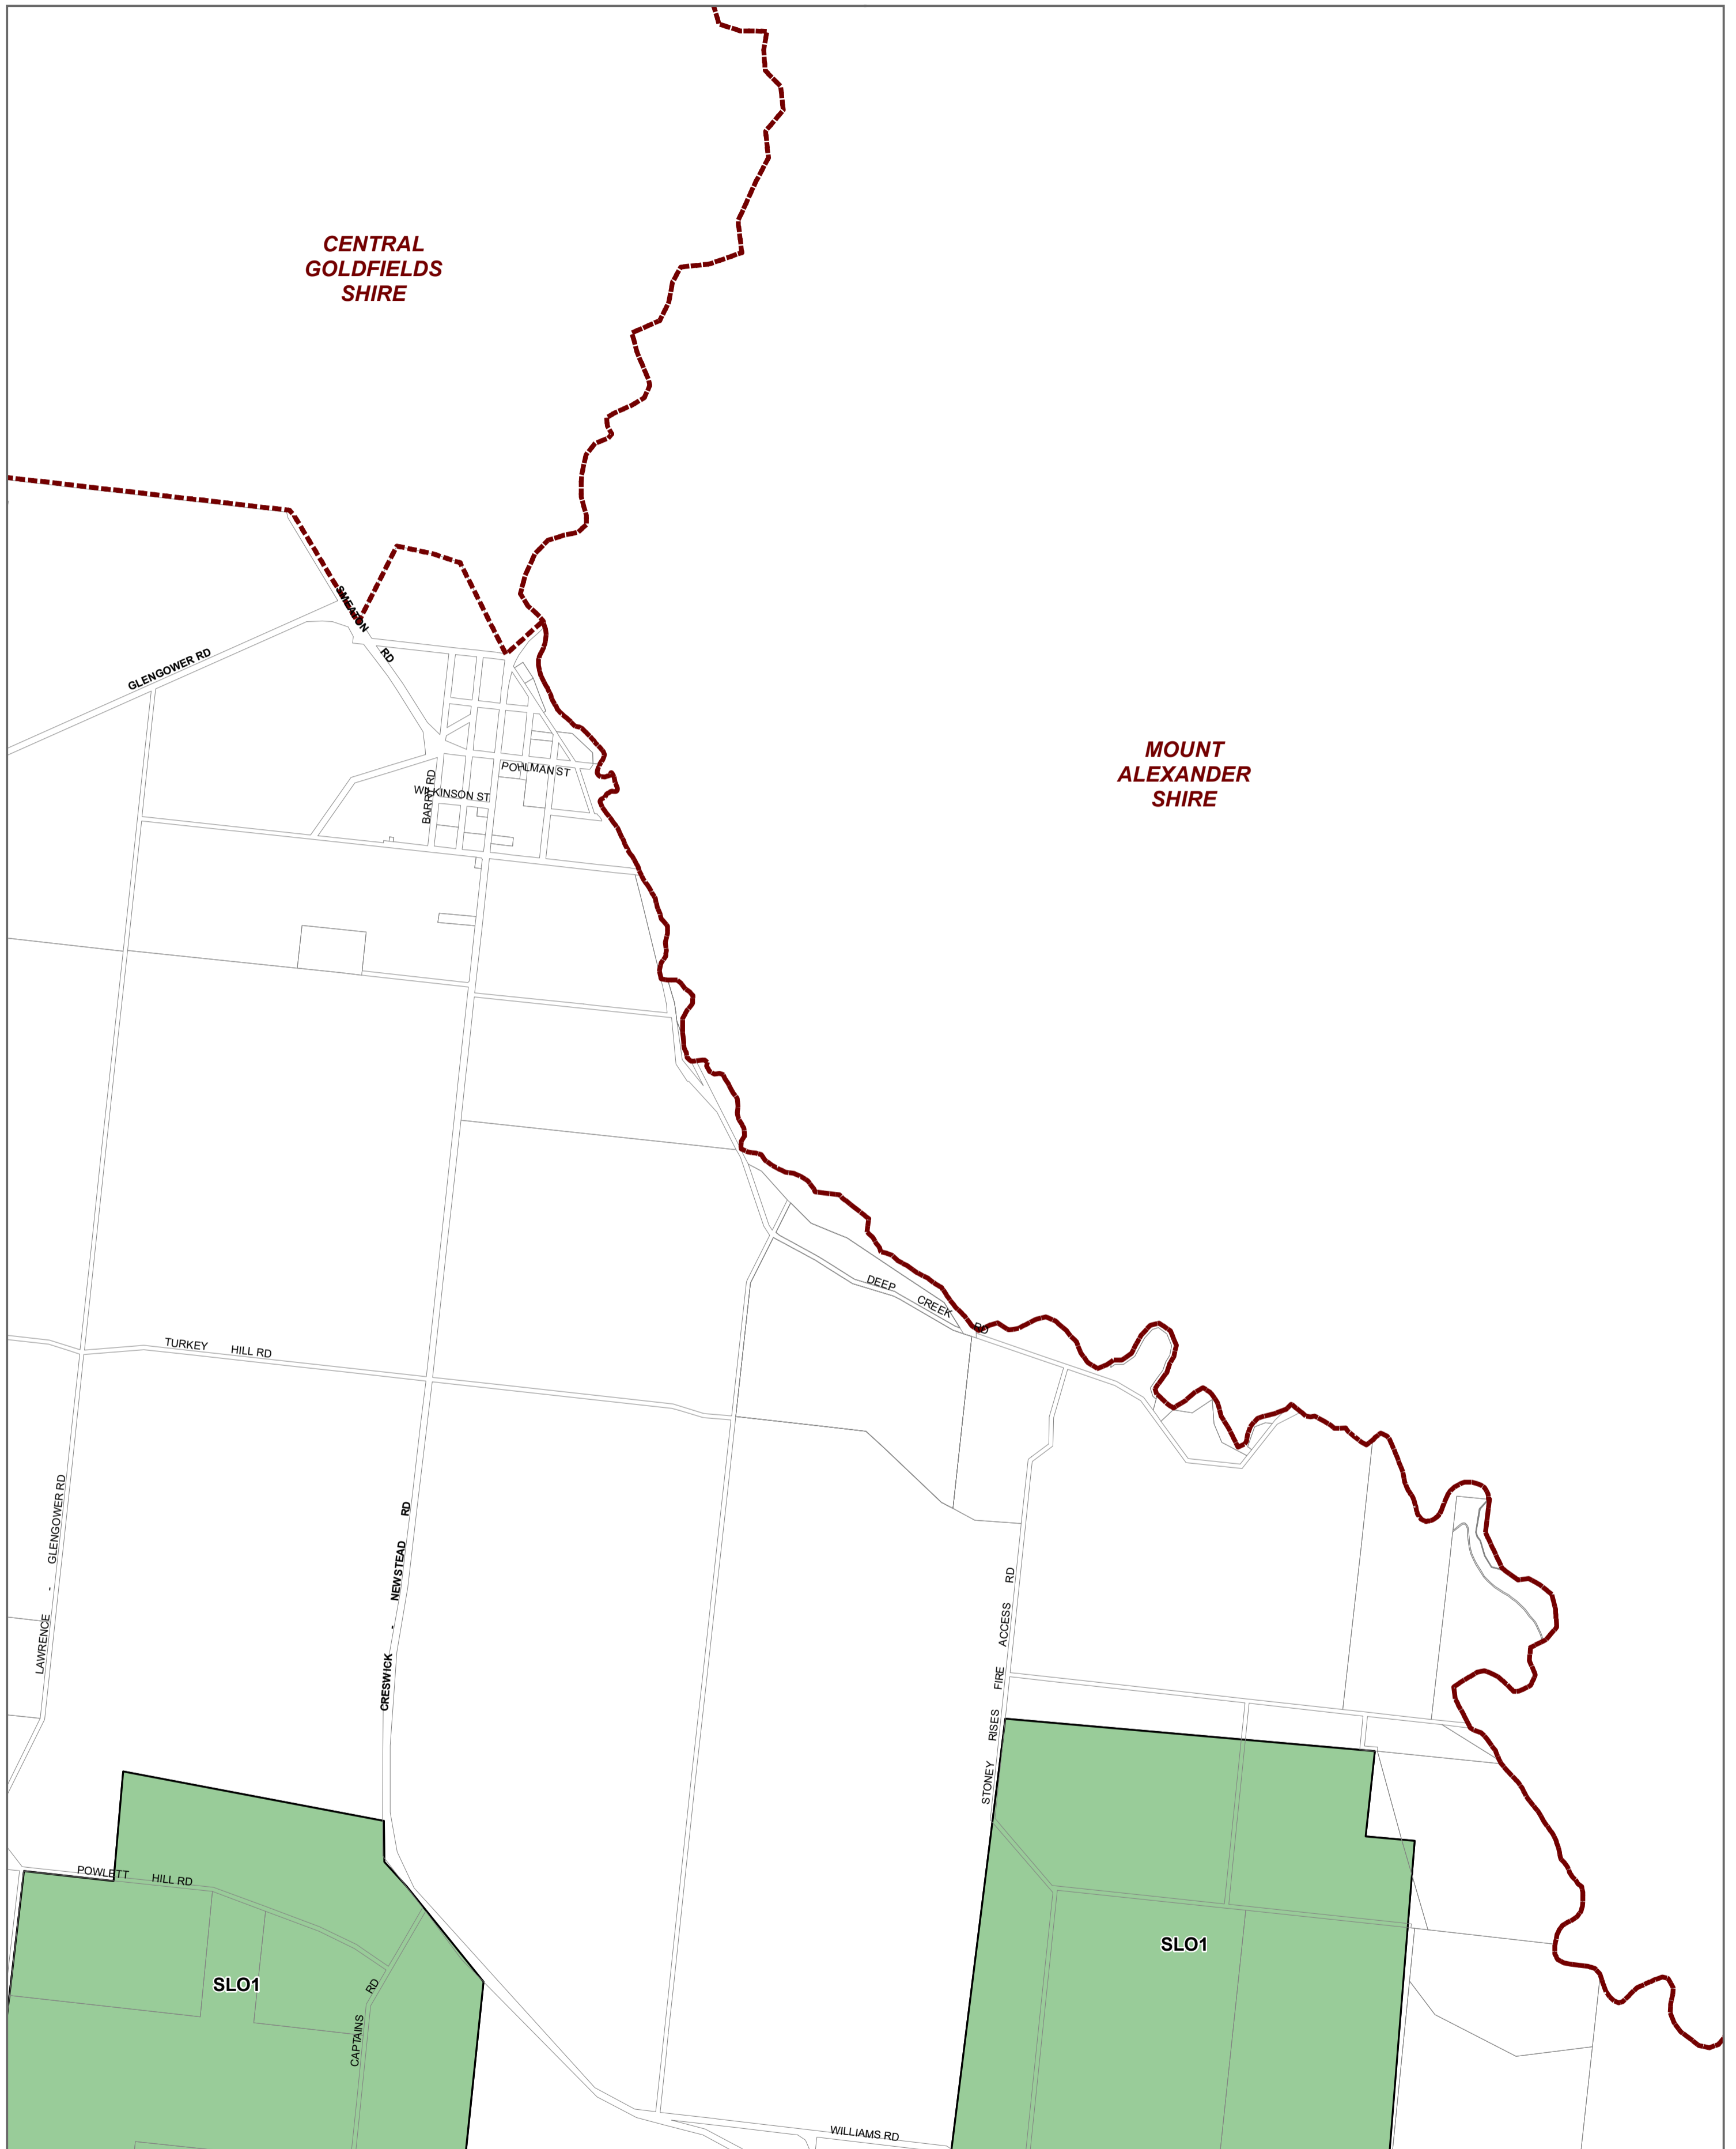 CENTRAL
GOLDFIELDS
SHIRE
SMEATON
RD
GLENGOWER RD
MOUNT
ALEXANDER
SHIRE
POHLMAN ST
WILKINSON ST
BARRY RD
DEEP
CREEK
RD
TURKEY
HILL RD
LAWRENCE
-
GLENGOWER RD
CRESWICK
-
NEWSTEAD
RD
STONEY
RISES
FIRE
ACCESS
RD
POWLETT
HILL RD
SLO1
SLO1
CAPTAINS
RD
WILLIAMS RD